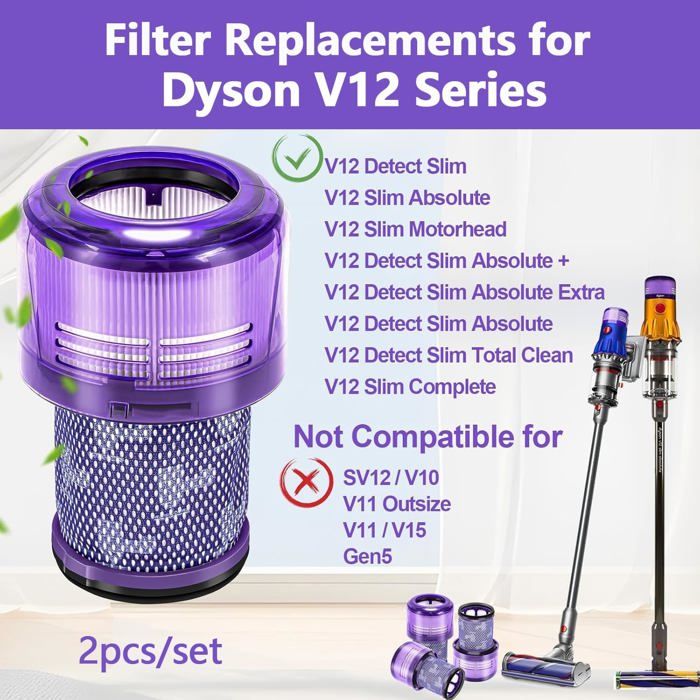 Filter Replacements for
Dyson V12 Series
V12 Detect Slim
V12 Slim Absolute
V12 Slim Motorhead
V12 Detect Slim Absolute +
V12 Detect Slim Absolute Extra
V12 Detect Slim Absolute
V12 Detect Slim Total Clean
V12 Slim Complete
Not Compatible for
SV12 / V10
V11 Outsize
V11 / V15
Gen5
2pcs/set